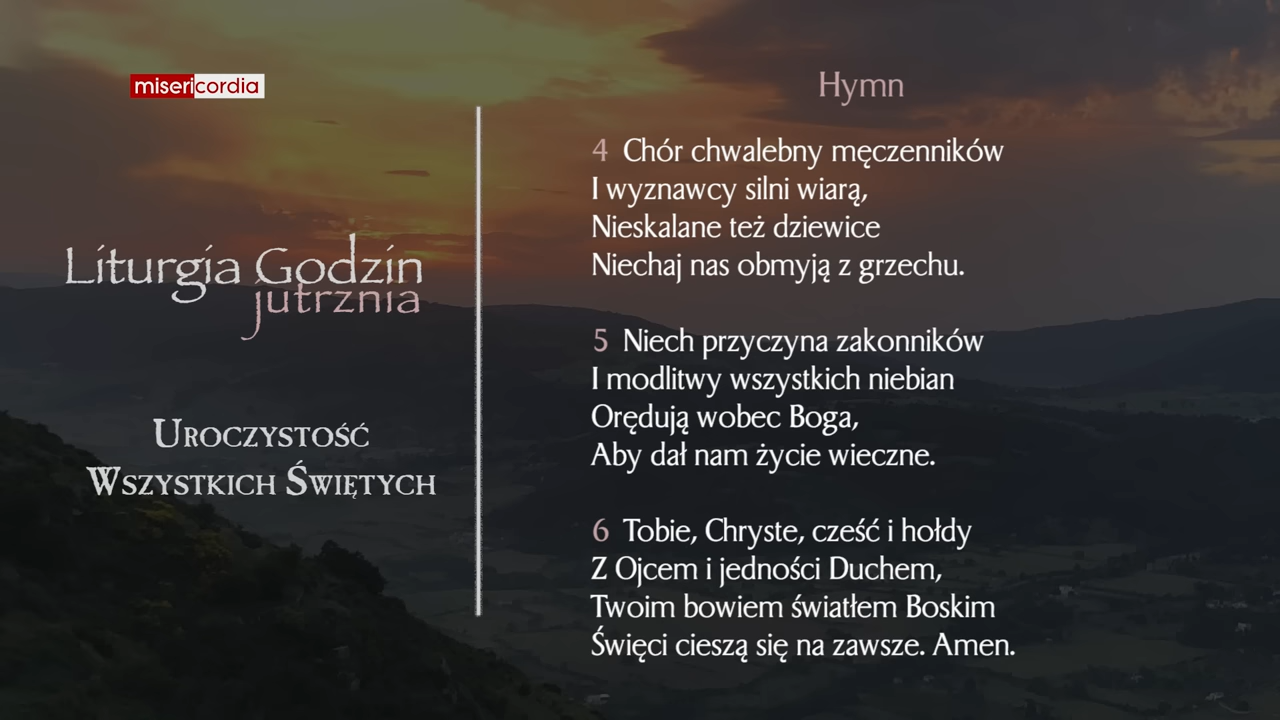 misericordia
Liturgia Godzin
jutrznia
Uroczystość
Wszystkich Świętych
Hymn
4 Chór chwalebny męczenników
I wyznawcy silni wiarą,
Nieskalane też dziewice
Niechaj nas obmyją z grzechu.
5 Niech przyczyna zakonników
I modlitwy wszystkich niebian
Orędują wobec Boga,
Aby dał nam życie wieczne.
6 Tobie, Chryste, cześć i hołdy
Z Ojcem i jedności Duchem,
Twoim bowiem światłem Boskim
Święci cieszą się na zawsze. Amen.